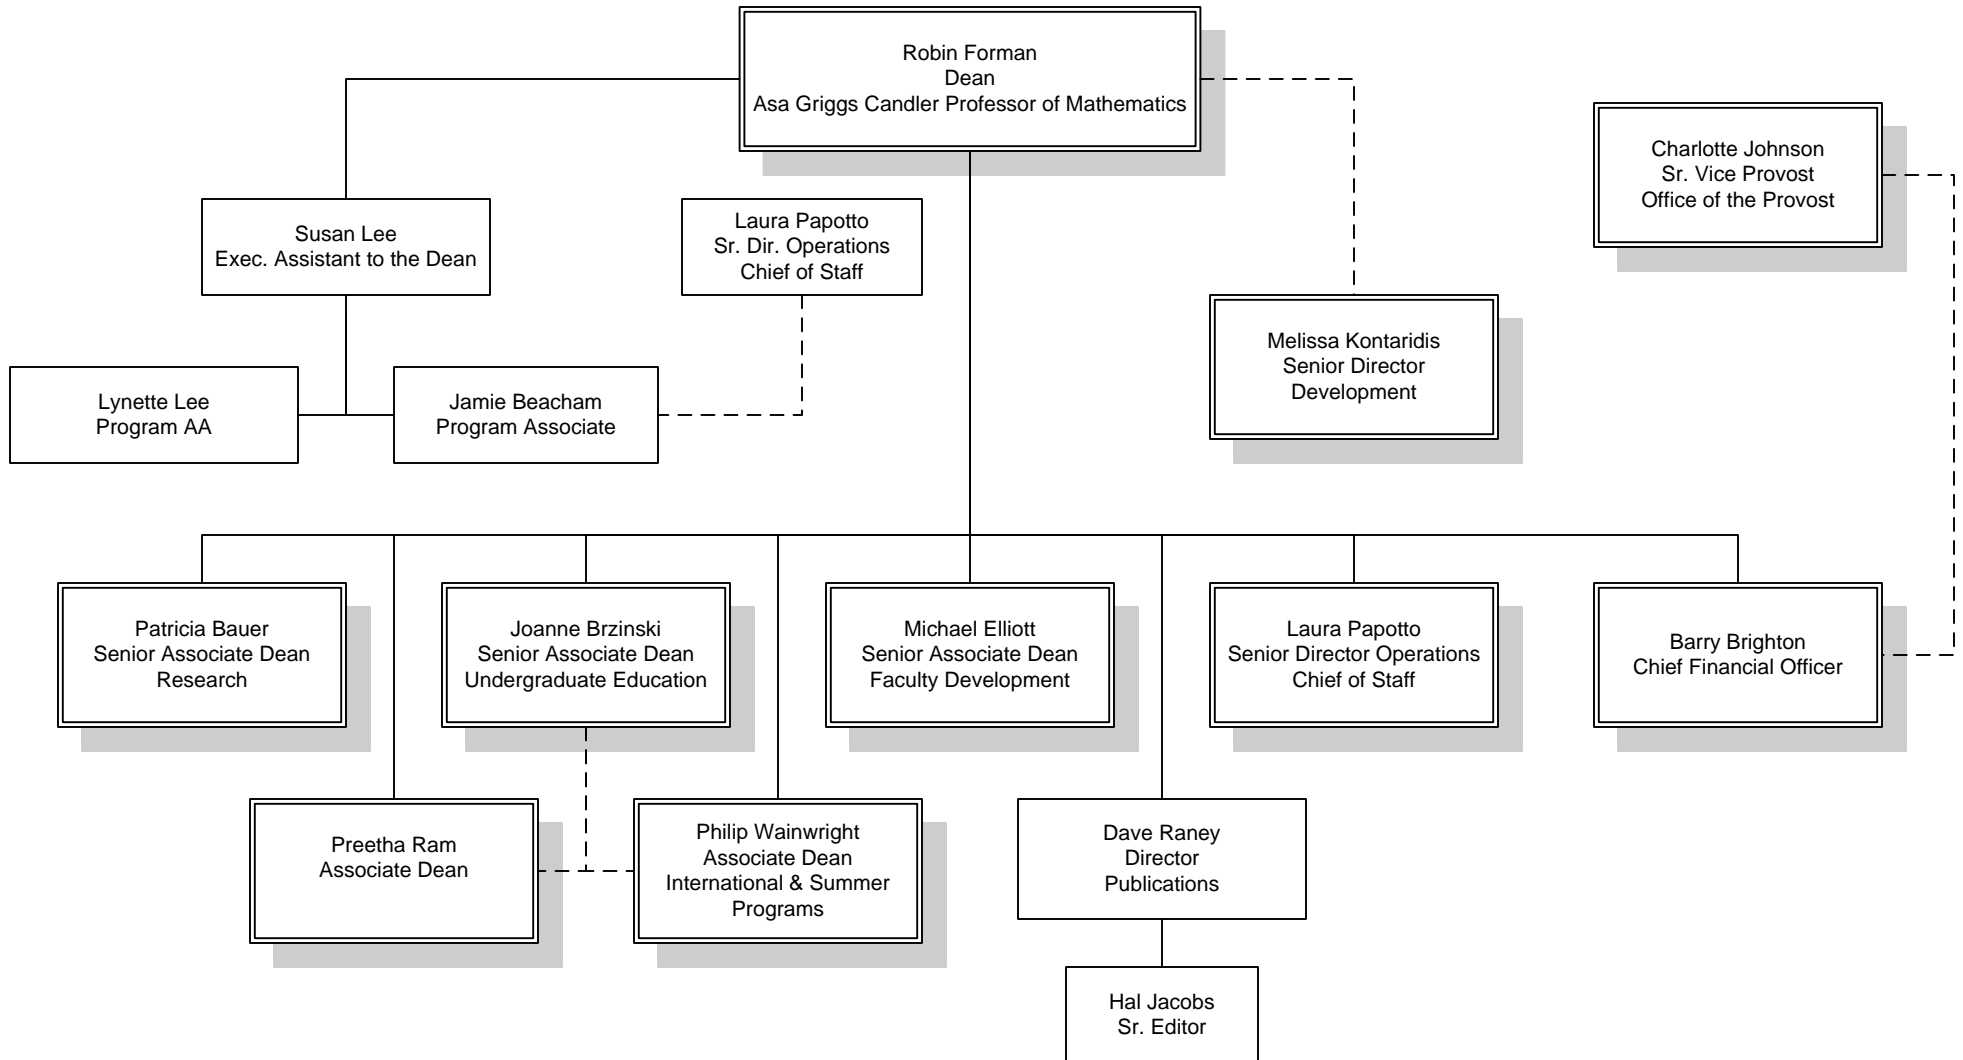 Robin Forman
Dean
Asa Griggs Candler Professor of Mathematics
Charlotte Johnson
Sr. Vice Provost
Office of the Provost
Susan Lee
Exec. Assistant to the Dean
Laura Papotto
Sr. Dir. Operations
Chief of Staff
Melissa Kontaridis
Senior Director
Development
Lynette Lee
Program AA
Jamie Beacham
Program Associate
Patricia Bauer
Senior Associate Dean
Research
Joanne Brzinski
Senior Associate Dean
Undergraduate Education
Michael Elliott
Senior Associate Dean
Faculty Development
Laura Papotto
Senior Director Operations
Chief of Staff
Barry Brighton
Chief Financial Officer
Preetha Ram
Associate Dean
Philip Wainwright
Associate Dean
International & Summer
Programs
Dave Raney
Director
Publications
Hal Jacobs
Sr. Editor